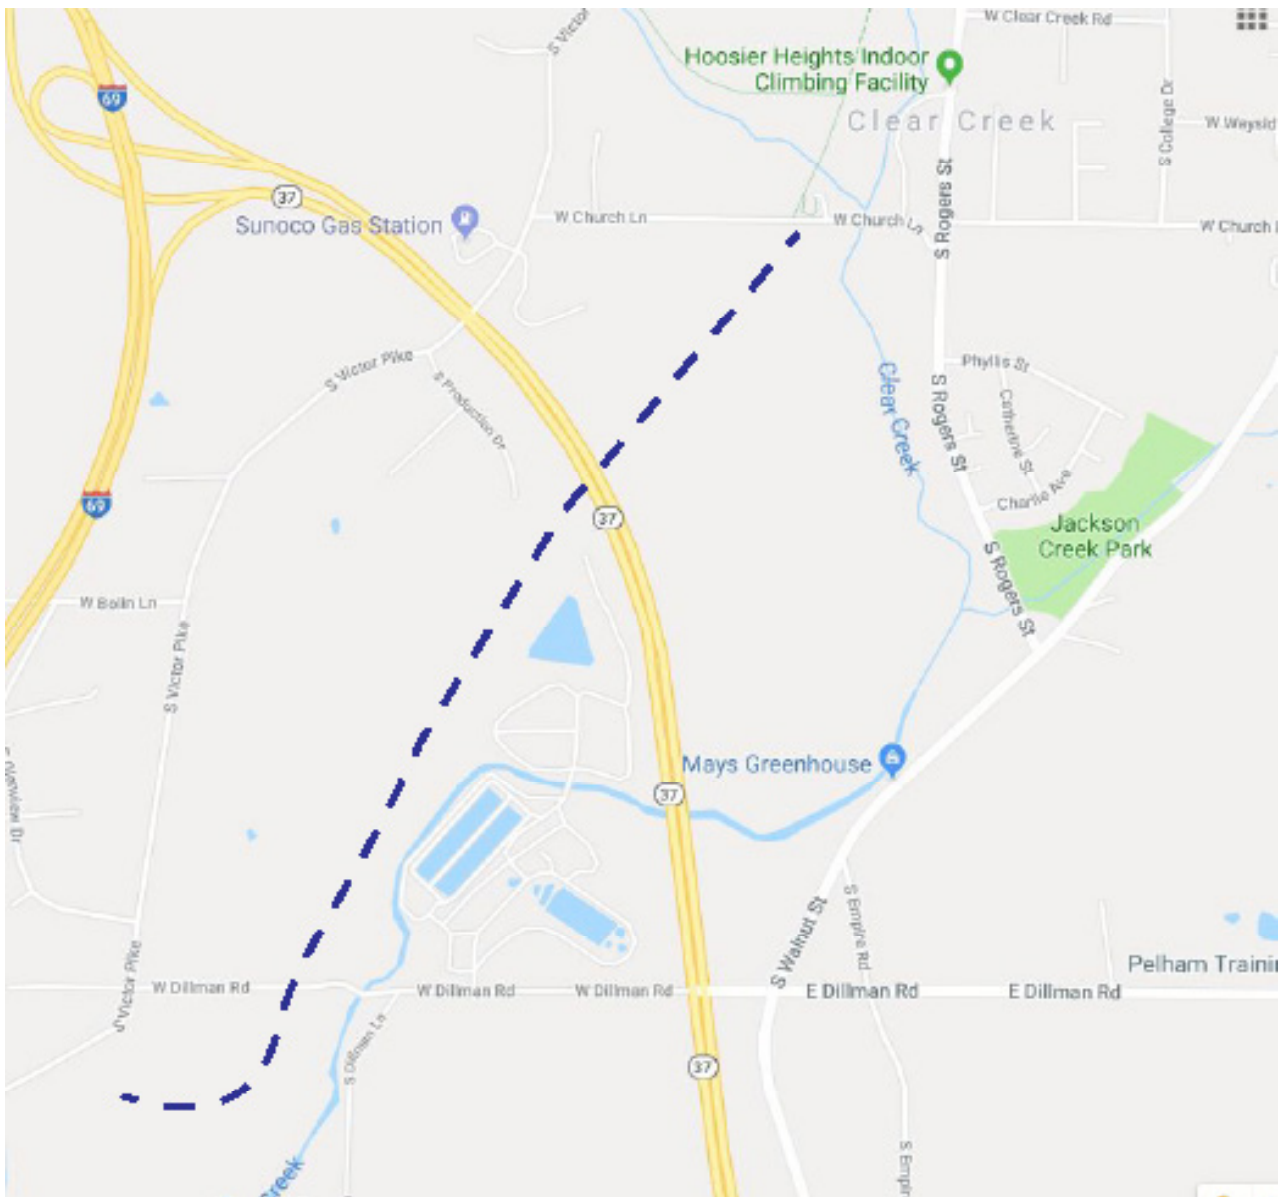 W Clear Creek Rd
S Victor
Hoosier Heights Indoor
Climbing Facility
69
Clear Creek
W Waysid
S College Dr
37
Sunoco Gas Station
W Church Ln
W Church Ln
S Rogers St
W Church
S Victor Pike
S Production Dr
Phyllis St
Clear Creek
S Rogers St
Catherine St
Charlie Ave
69
37
Jackson
Creek Park
S Rogers St
W Bolin Ln
S Victor Pike
Mays Greenhouse
37
S Victor Pike
S Walnut St
S Empire Rd
Pelham Trainin
W Dillman Rd
W Dillman Rd
W Dillman Rd
E Dillman Rd
E Dillman Rd
S Dillman Ln
37
S Empir
Creek